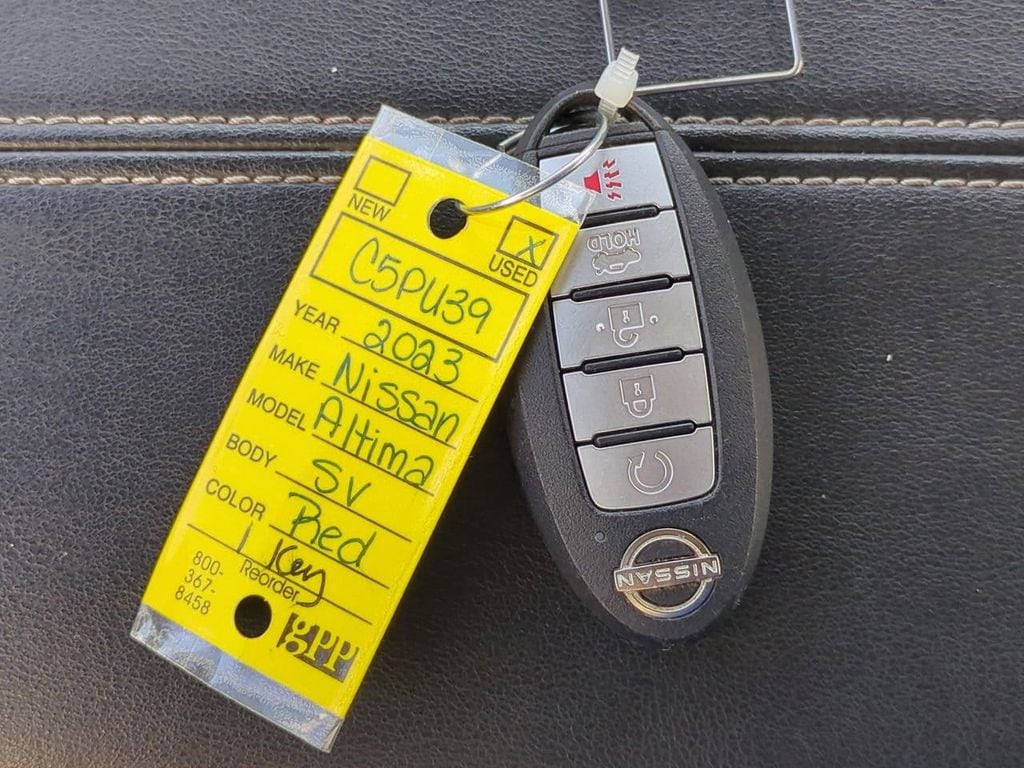 NEW
X
USED
C5PU39
YEAR 2023
MAKE Nissan
MODEL Altima
BODY SV
COLOR Red
1 Key
800-
367-
8458
Reorder
gpp
HOLD
NISSAN